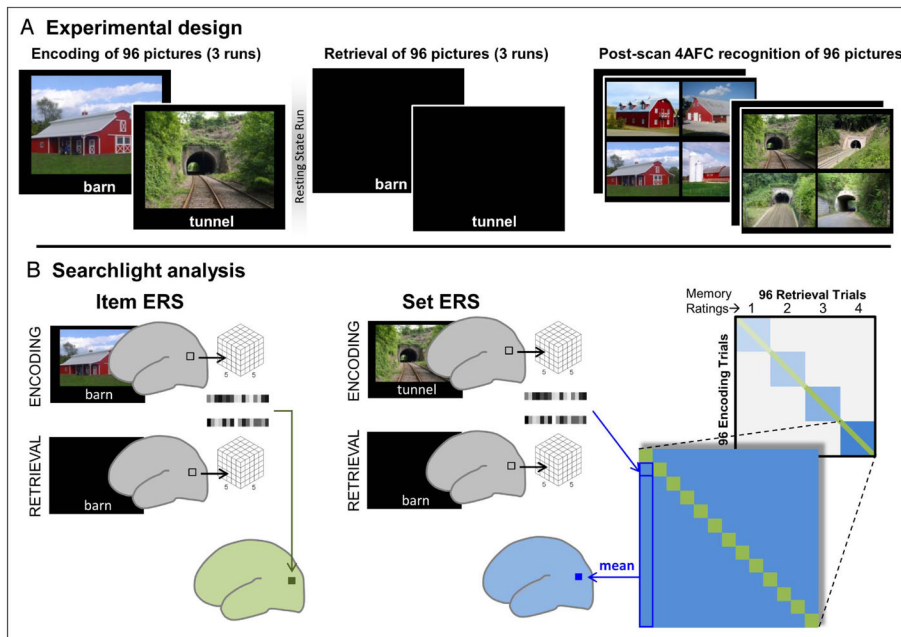 A Experimental design
Encoding of 96 pictures (3 runs)
Retrieval of 96 pictures (3 runs)
Post-scan 4AFC recognition of 96 pictures
barn
tunnel
Resting State Run
barn
tunnel
B Searchlight analysis
Item ERS
Set ERS
Memory Ratings→
96 Retrieval Trials
1 2 3 4
96 Encoding Trials
ENCODING
barn
5 5
ENCODING
tunnel
5 5
RETRIEVAL
barn
5 5
RETRIEVAL
barn
5 5
mean